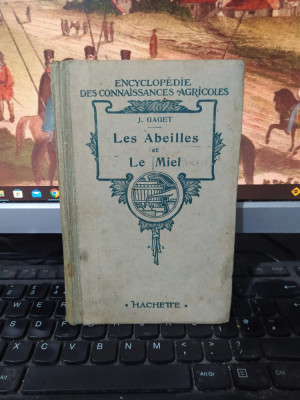 ENCYCLOPÉDIE
DES CONNAISSANCES AGRICOLES
J. GAGET
Les Abeilles
et
Le Miel
HACHETTE